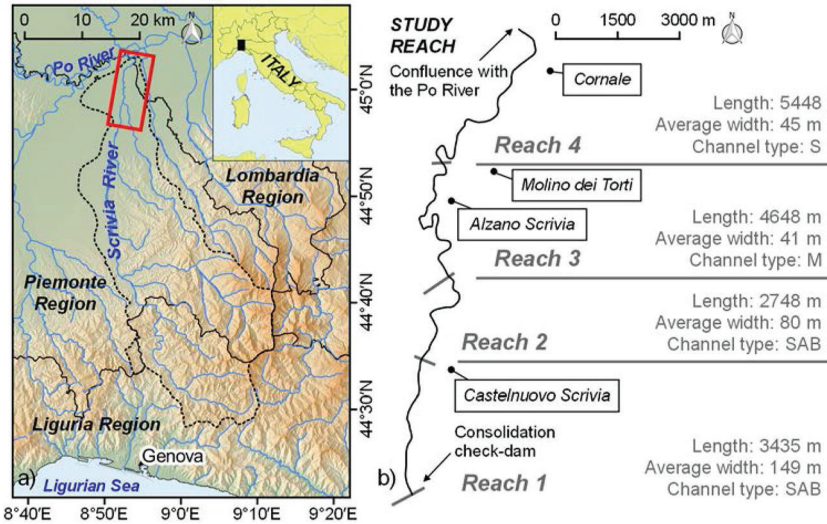 0 10 20 km
Po River
ITALY
Scrivia River
Lombardia
Region
Piemonte
Region
Liguria Region
Genova
Ligurian Sea
a)
45°0'N
44°50'N
44°40'N
44°30'N
8°40'E 8°50'E 9°0'E 9°10'E 9°20'E
STUDY
REACH
0 1500 3000 m
Confluence with
the Po River
Cornale
Length: 5448 m
Average width: 45 m
Channel type: S
Reach 4
Molino dei Torti
Alzano Scrivia
Length: 4648 m
Average width: 41 m
Channel type: M
Reach 3
Length: 2748 m
Average width: 80 m
Channel type: SAB
Reach 2
Castelnuovo Scrivia
Consolidation
check-dam
Length: 3435 m
Average width: 149 m
Channel type: SAB
Reach 1
b)